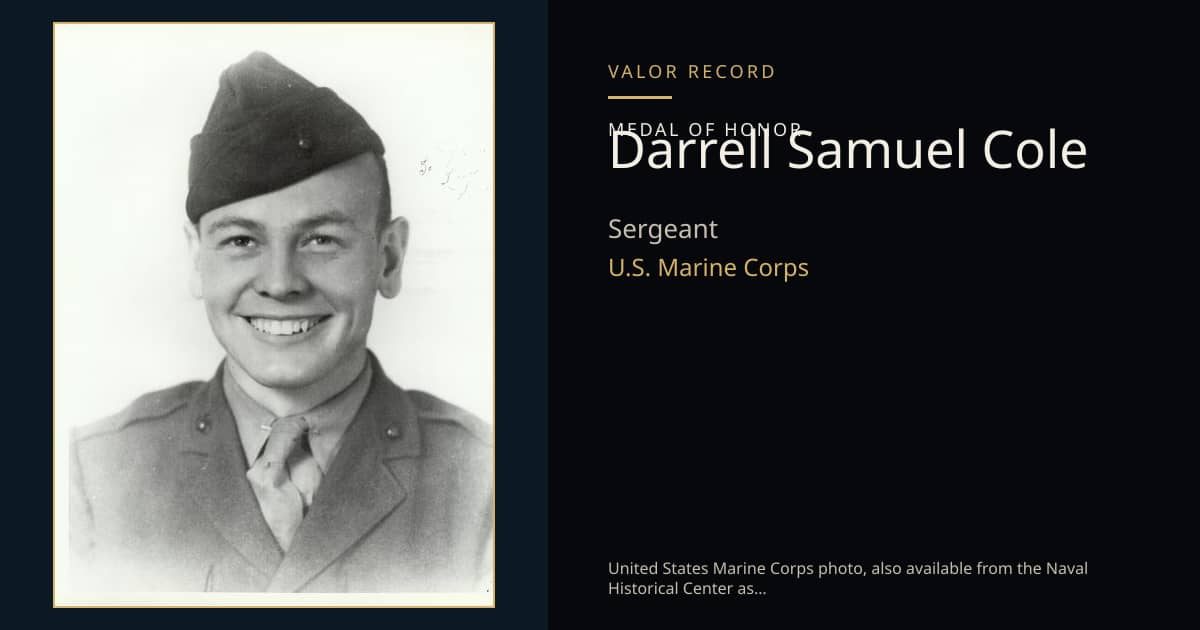 VALOR RECORD
MEDAL OF HONOR
Darrell Samuel Cole
Sergeant
U.S. Marine Corps
United States Marine Corps photo, also available from the Naval
Historical Center as...